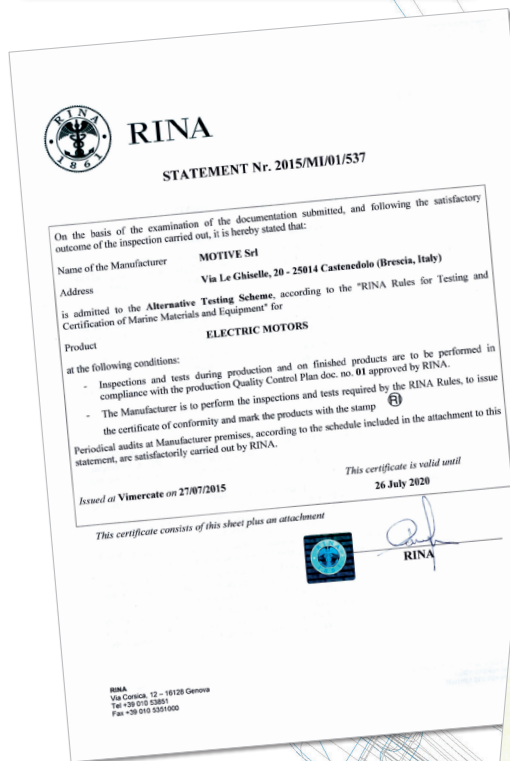 RINA
1861
RINA
STATEMENT Nr. 2015/MI/01/537
On the basis of the examination of the documentation submitted, and following the satisfactory
outcome of the inspection carried out, it is hereby stated that:
Name of the Manufacturer MOTIVE Srl
Address Via Le Ghiselle, 20 - 25014 Castenedolo (Brescia, Italy)
is admitted to the Alternative Testing Scheme, according to the "RINA Rules for Testing and
Certification of Marine Materials and Equipment" for
Product ELECTRIC MOTORS
at the following conditions:
- Inspections and tests during production and on finished products are to be performed in
compliance with the production Quality Control Plan doc. no. 01 approved by RINA.
- The Manufacturer is to perform the inspections and tests required by the RINA Rules, to issue
the certificate of conformity and mark the products with the stamp
Periodical audits at Manufacturer premises, according to the schedule included in the attachment to this
statement, are satisfactorily carried out by RINA.
This certificate is valid until
Issued at Vimercate on 27/07/2015 26 July 2020
This certificate consists of this sheet plus an attachment
RINA
RINA
Via Corsica, 12 – 16128 Genova
Tel +39 010 53851
Fax +39 010 5351000